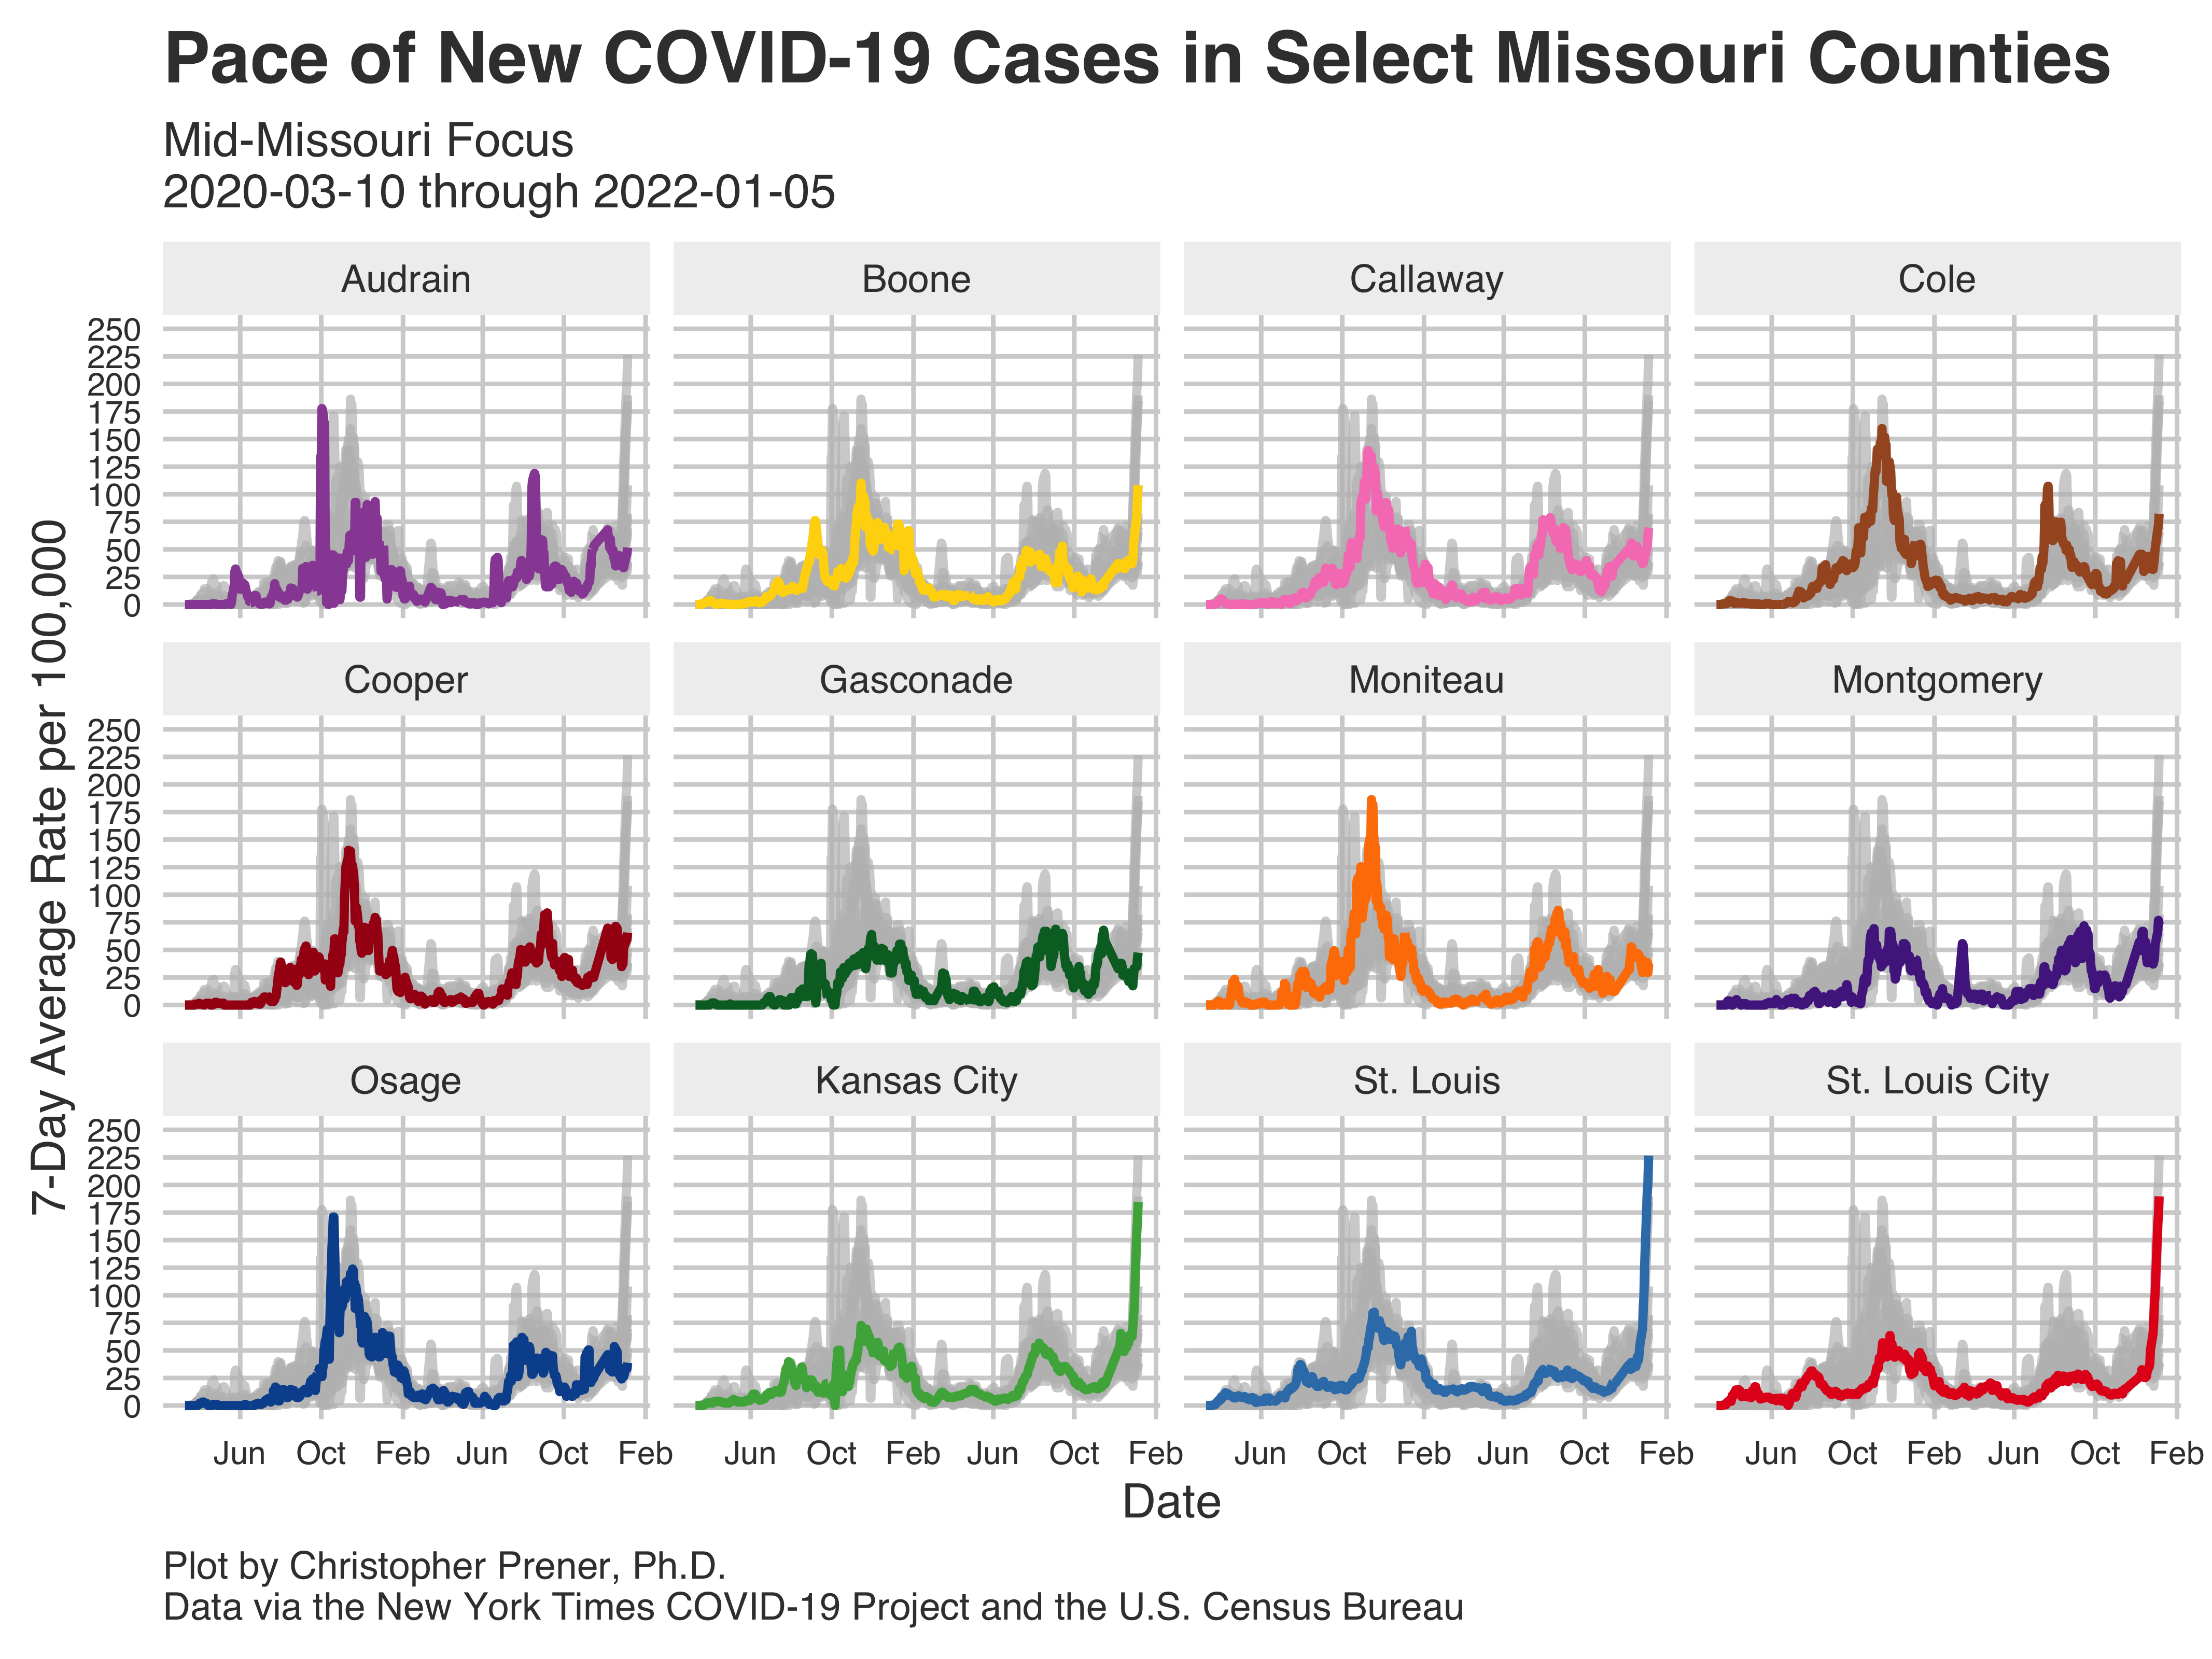 Pace of New COVID-19 Cases in Select Missouri Counties
Mid-Missouri Focus
2020-03-10 through 2022-01-05
7-Day Average Rate per 100,000
Audrain
Boone
Callaway
Cole
250
225
200
175
150
125
100
75
50
25
0
Cooper
Gasconade
Moniteau
Montgomery
250
225
200
175
150
125
100
75
50
25
0
Osage
Kansas City
St. Louis
St. Louis City
250
225
200
175
150
125
100
75
50
25
0
Jun Oct Feb Jun Oct Feb
Jun Oct Feb Jun Oct Feb
Jun Oct Feb Jun Oct Feb
Jun Oct Feb Jun Oct Feb
Date
Plot by Christopher Prener, Ph.D.
Data via the New York Times COVID-19 Project and the U.S. Census Bureau